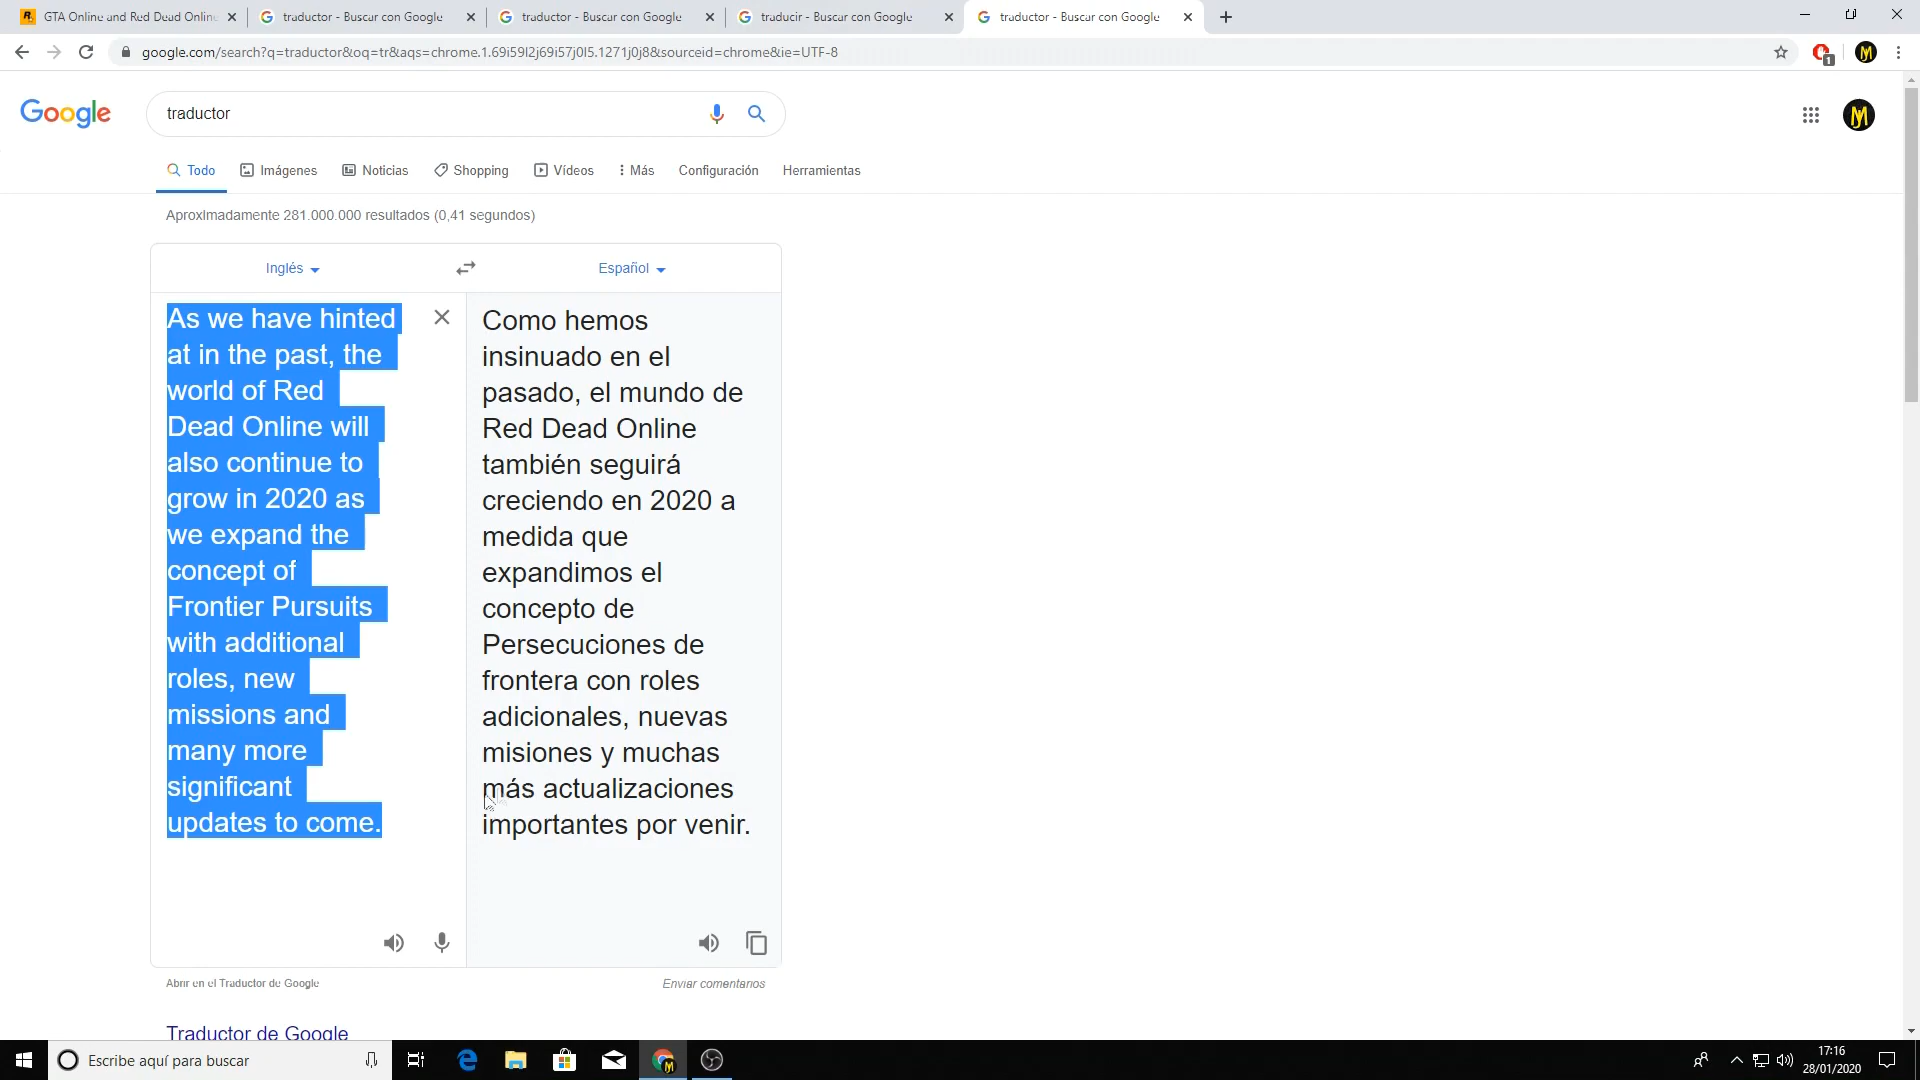 GTA Online and Red Dead Online
traductor - Buscar con Google
traductor - Buscar con Google
traducir - Buscar con Google
traductor - Buscar con Google
google.com/search?q=traductor&oq=tr&aqs=chrome.1.69i59l2j69i57j0l5.1271j0j8&sourceid=chrome&ie=UTF-8
1
Google
traductor
Todo
Imágenes
Noticias
Shopping
Vídeos
Más
Configuración
Herramientas
Aproximadamente 281.000.000 resultados (0,41 segundos)
Inglés
Español
As we have hinted
at in the past, the
world of Red
Dead Online will
also continue to
grow in 2020 as
we expand the
concept of
Frontier Pursuits
with additional
roles, new
missions and
many more
significant
updates to come.
Como hemos
insinuado en el
pasado, el mundo de
Red Dead Online
también seguirá
creciendo en 2020 a
medida que
expandimos el
concepto de
Persecuciones de
frontera con roles
adicionales, nuevas
misiones y muchas
más actualizaciones
importantes por venir.
Abrir en el Traductor de Google
Enviar comentarios
Traductor de Google
Escribe aquí para buscar
17:16
28/01/2020